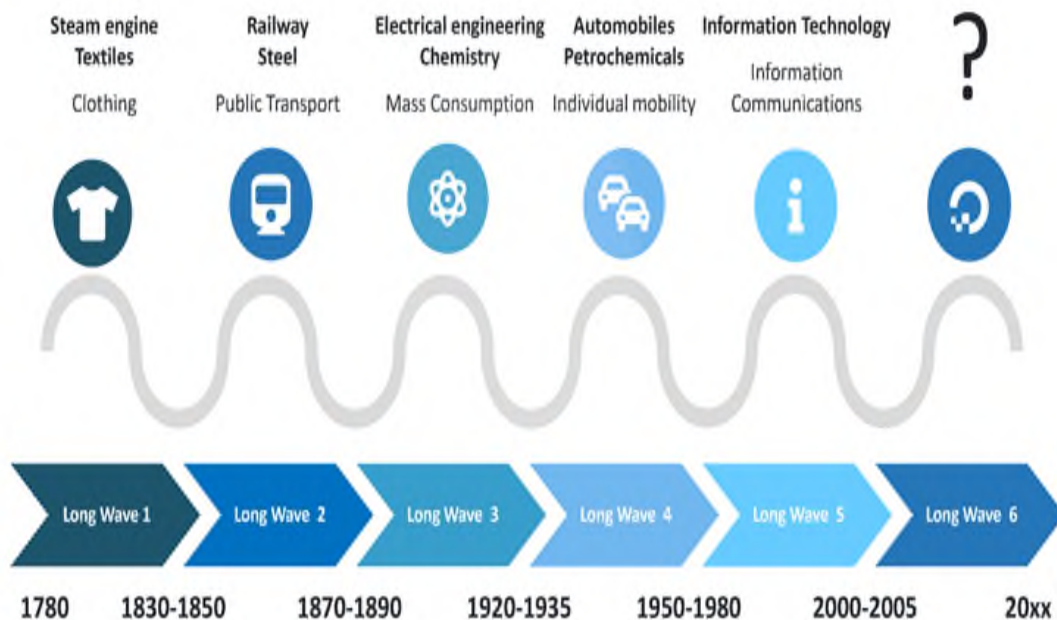 Steam engine
Textiles
Clothing
Railway
Steel
Public Transport
Electrical engineering
Chemistry
Mass Consumption
Automobiles
Petrochemicals
Individual mobility
Information Technology
Information
Communications
?
i
Long Wave 1
Long Wave 2
Long Wave 3
Long Wave 4
Long Wave 5
Long Wave 6
1780
1830-1850
1870-1890
1920-1935
1950-1980
2000-2005
20xx